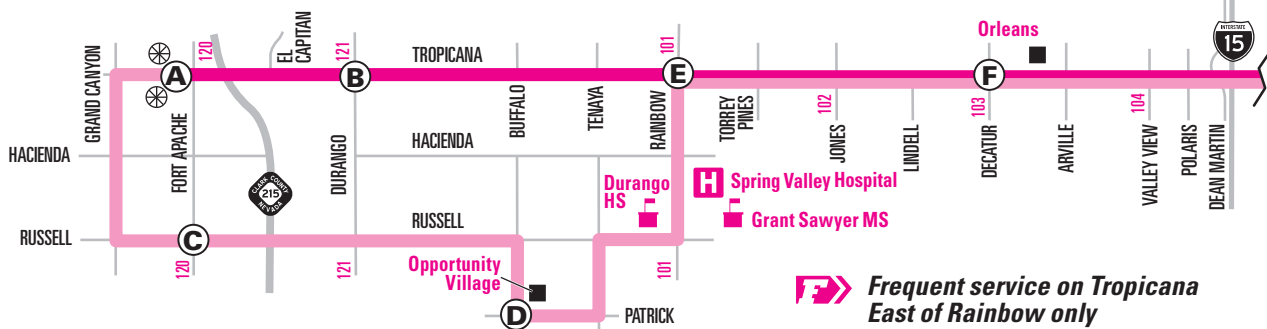 EL
CAPITAN
120
121
TROPICANA
101
Orleans
INTERSTATE
15
A
B
E
F
GRAND CANYON
FORT APACHE
DURANGO
BUFFALO
TENAYA
RAINBOW
TORREY
PINES
102
JONES
LINDELL
103
DECATUR
ARVILLE
104
VALLEY VIEW
POLARIS
DEAN MARTIN
HACIENDA
HACIENDA
CLARK COUNTY
215
NEVADA
Durango
HS
H
Spring Valley Hospital
Grant Sawyer MS
RUSSELL
C
RUSSELL
120
121
Opportunity
Village
101
D
PATRICK
F
Frequent service on Tropicana
East of Rainbow only